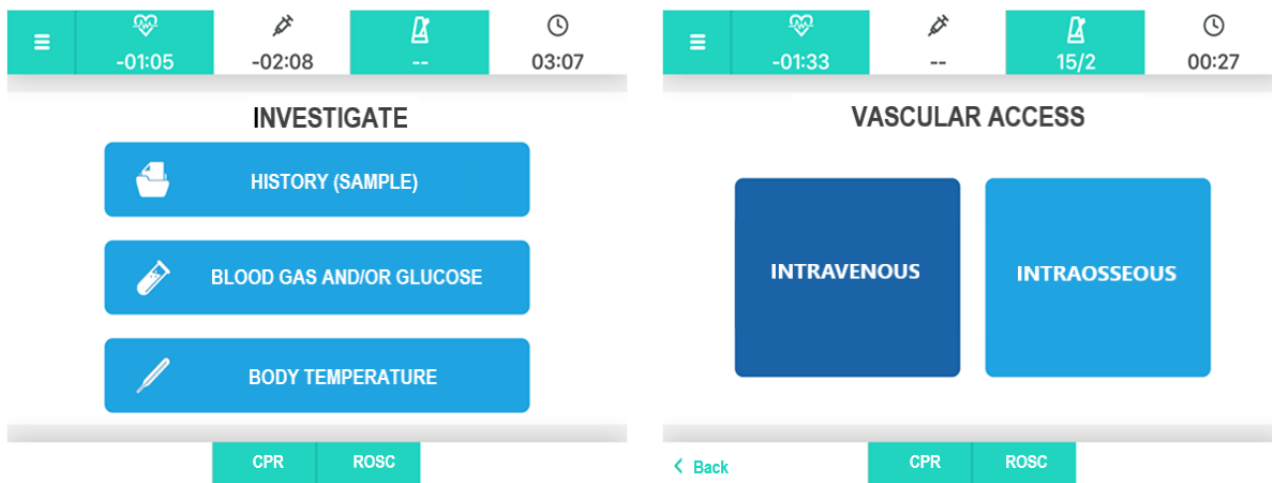 -01:05 -02:08 -- 03:07
INVESTIGATE
HISTORY (SAMPLE)
BLOOD GAS AND/OR GLUCOSE
BODY TEMPERATURE
CPR ROSC
-01:33 -- 15/2 00:27
VASCULAR ACCESS
INTRAVENOUS INTRAOSSEOUS
Back CPR ROSC